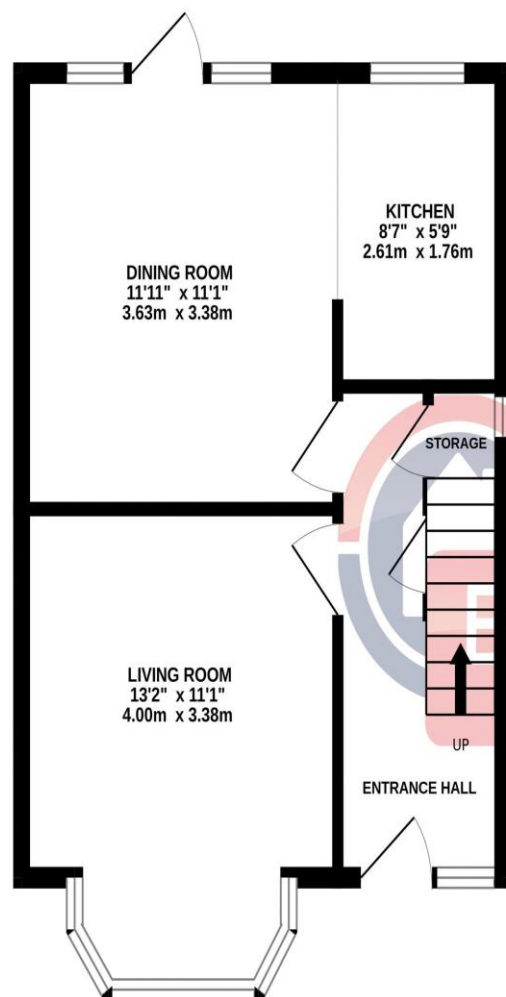 KITCHEN
8'7" x 5'9"
2.61m x 1.76m
DINING ROOM
11'11" x 11'1"
3.63m x 3.38m
STORAGE
LIVING ROOM
13'2" x 11'1"
4.00m x 3.38m
UP
ENTRANCE HALL